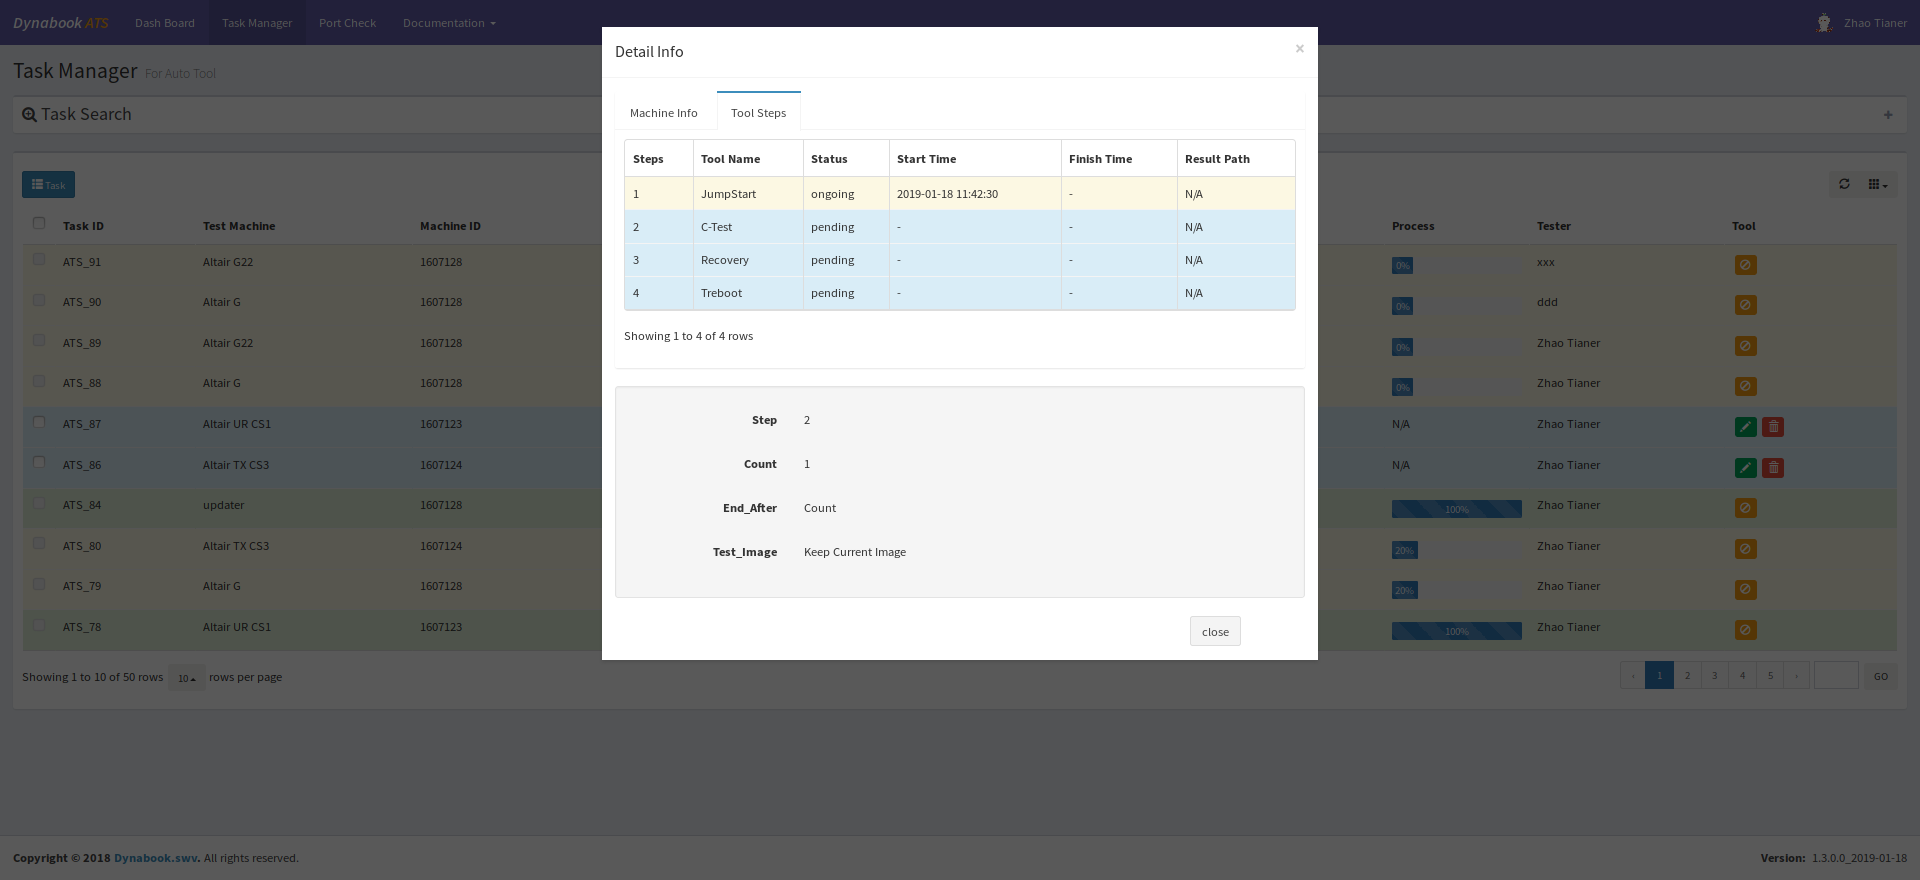 Dynabook ATS Dash Board Task Manager Port Check Documentation Zhao Tianer
Task Manager For Auto Tool
Task Search
Task
Task ID Test Machine Machine ID Process Tester Tool
ATS_91 Altair G22 1607128 0% xxx
ATS_90 Altair G 1607128 0% ddd
ATS_89 Altair G22 1607128 0% Zhao Tianer
ATS_88 Altair G 1607128 0% Zhao Tianer
ATS_87 Altair UR CS1 1607123 N/A Zhao Tianer
ATS_86 Altair TX CS3 1607124 N/A Zhao Tianer
ATS_84 updater 1607128 100% Zhao Tianer
ATS_80 Altair TX CS3 1607124 20% Zhao Tianer
ATS_79 Altair G 1607128 20% Zhao Tianer
ATS_78 Altair UR CS1 1607123 100% Zhao Tianer
Showing 1 to 10 of 50 rows 10 rows per page ‹ 1 2 3 4 5 › GO
Detail Info ×
Machine Info Tool Steps
Steps Tool Name Status Start Time Finish Time Result Path
1 JumpStart ongoing 2019-01-18 11:42:30 - N/A
2 C-Test pending - - N/A
3 Recovery pending - - N/A
4 Treboot pending - - N/A
Showing 1 to 4 of 4 rows
Step 2
Count 1
End_After Count
Test_Image Keep Current Image
close
Copyright © 2018 Dynabook.swv. All rights reserved. Version: 1.3.0.0_2019-01-18